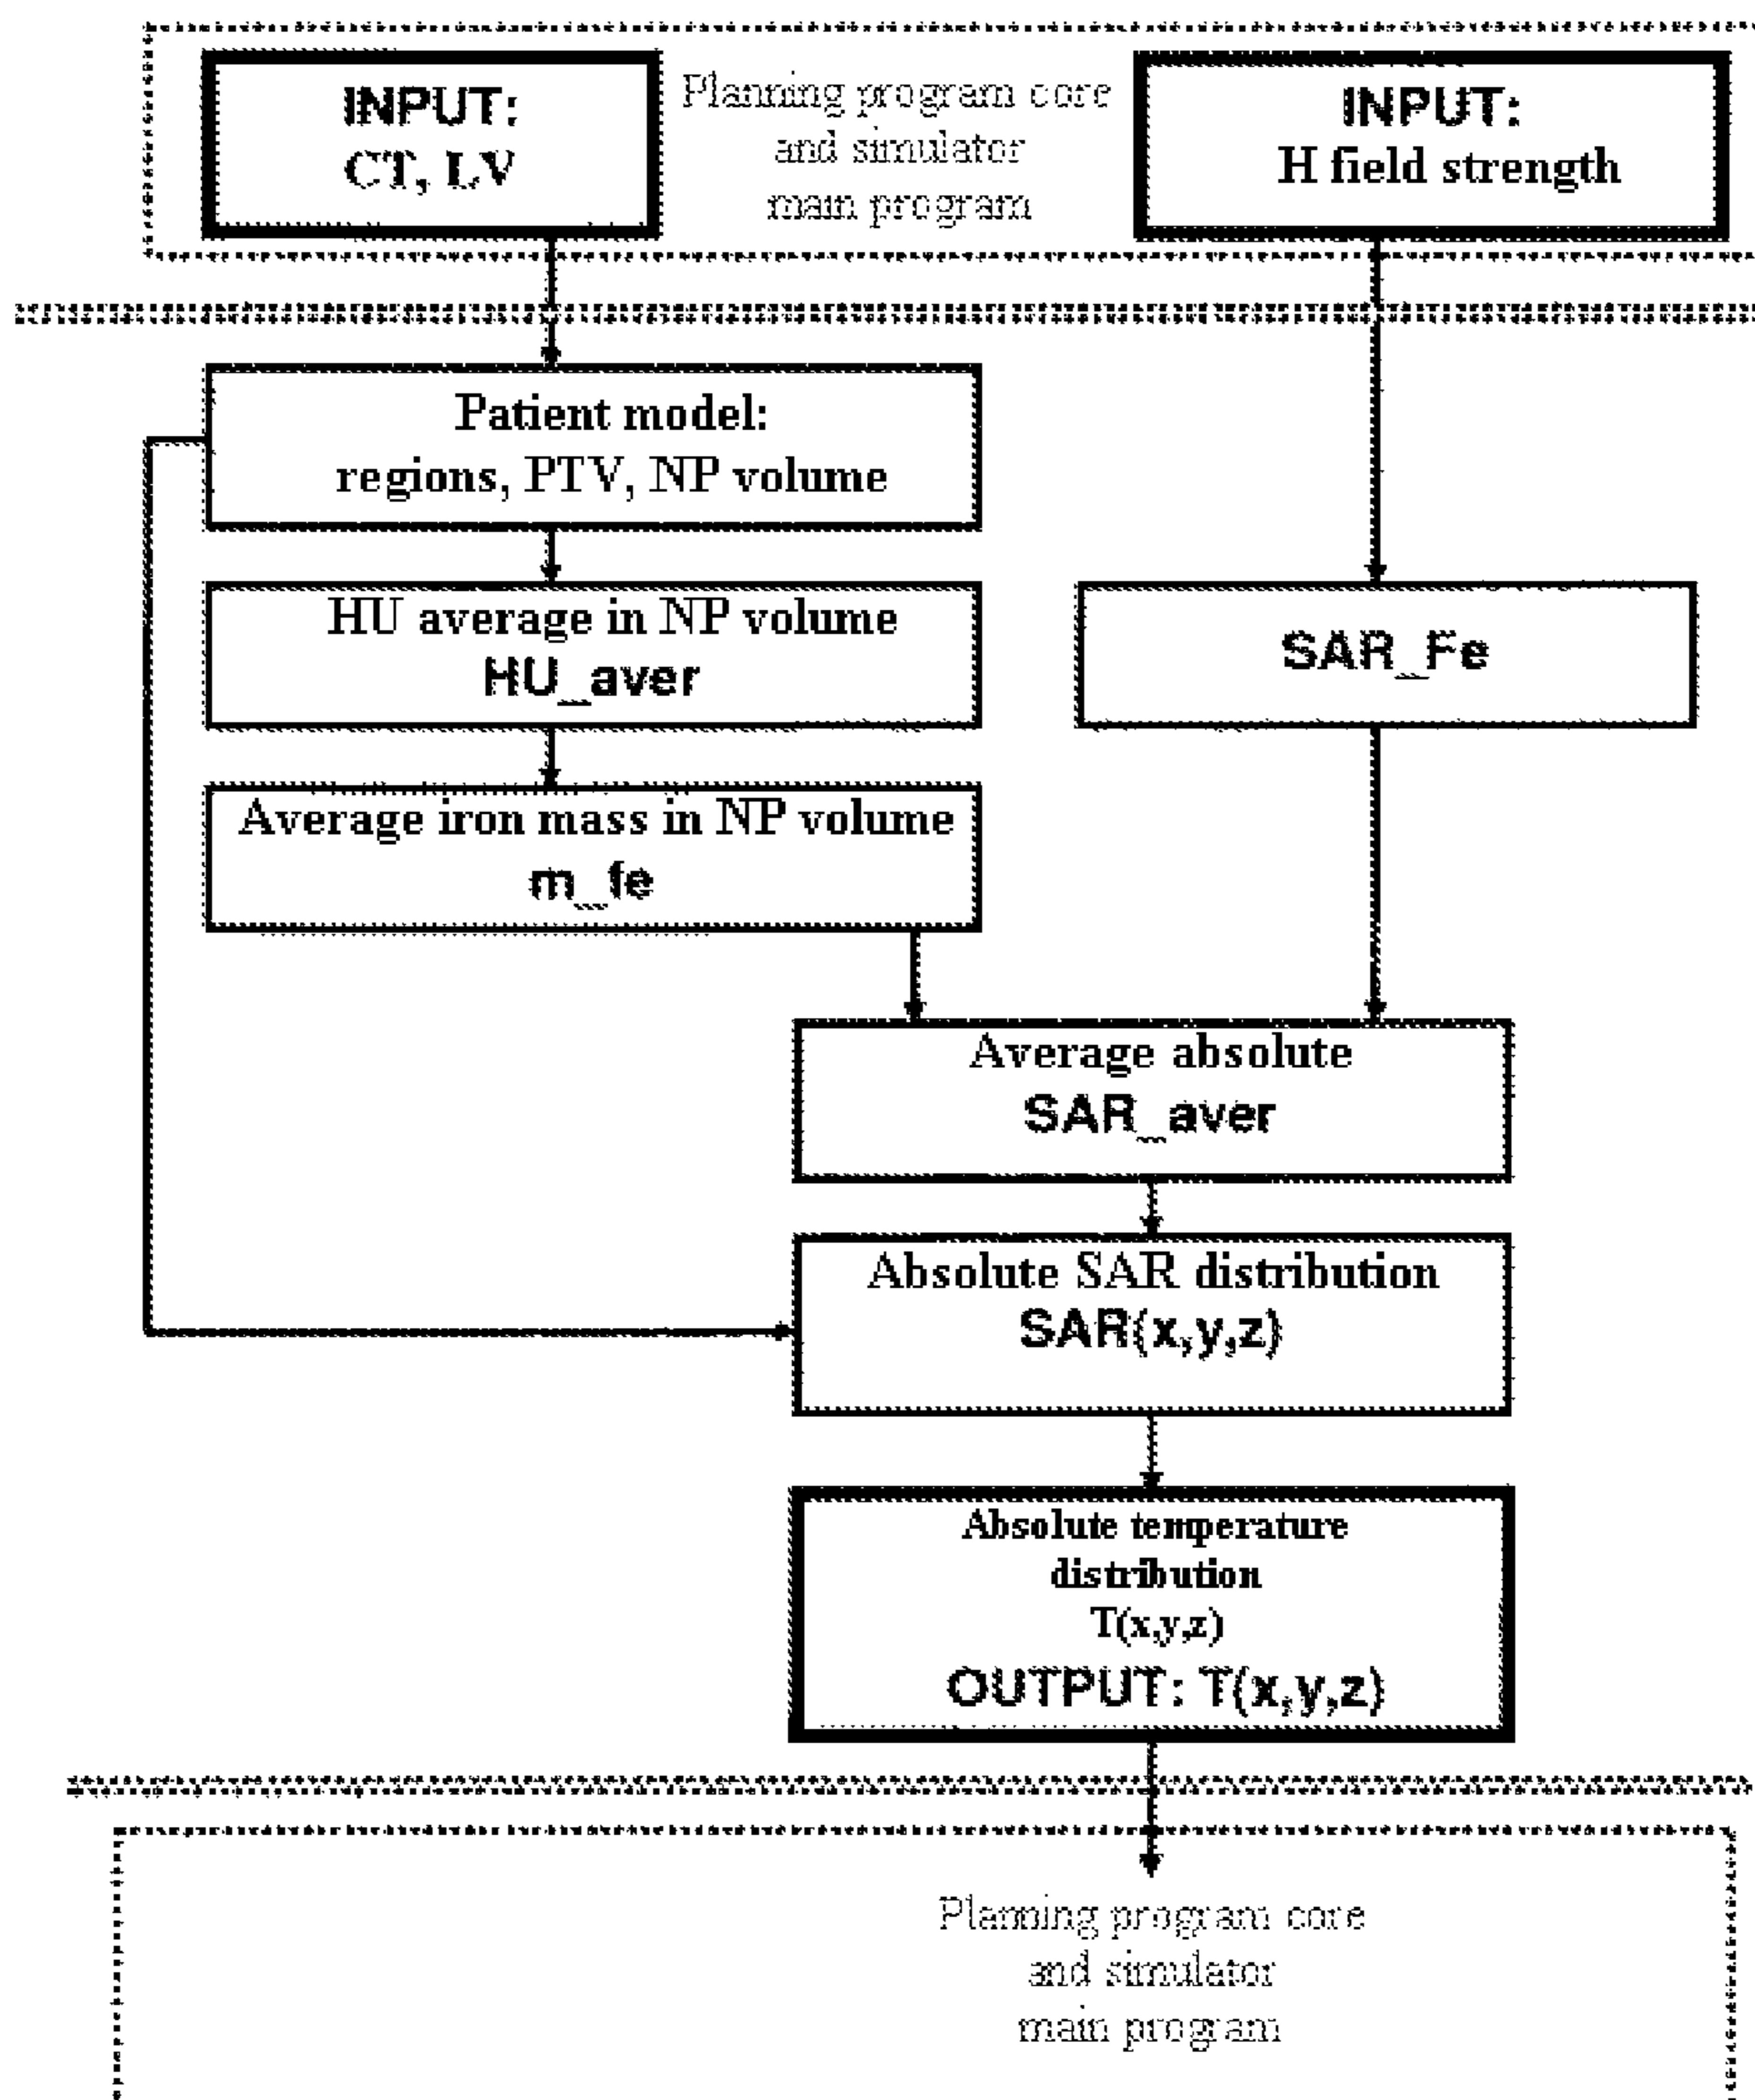 INPUT:
CT, LV
Planning program core
and simulator
main program
INPUT:
H field strength
Patient model:
regions, PTV, NP volume
HU average in NP volume
HU_aver
SAR_Fe
Average iron mass in NP volume
m_fe
Average absolute
SAR_aver
Absolute SAR distribution
SAR(x,y,z)
Absolute temperature
distribution
T(x,y,z)
OUTPUT: T(x,y,z)
Planning program core
and simulator
main program